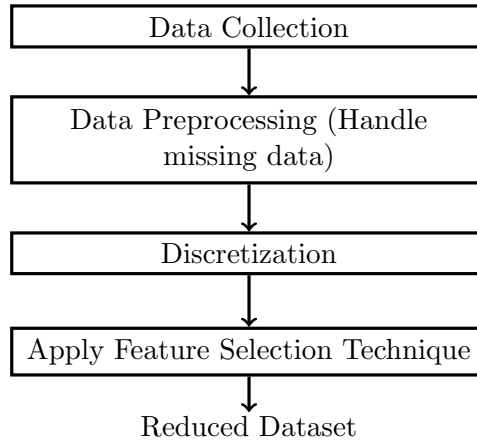 Data Collection
Data Preprocessing (Handle
missing data)
Discretization
Apply Feature Selection Technique
Reduced Dataset